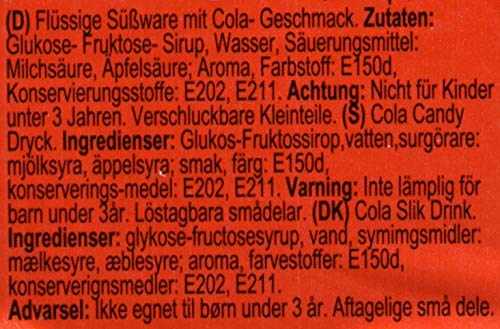 (D) Flüssige Süßware mit Cola- Geschmack. Zutaten:
Glukose- Fruktose- Sirup, Wasser, Säuerungsmittel:
Milchsäure, Äpfelsäure; Aroma, Farbstoff: E150d,
Konservierungsstoffe: E202, E211. Achtung: Nicht für Kinder
unter 3 Jahren. Verschluckbare Kleinteile. (S) Cola Candy
Dryck. Ingredienser: Glukos-Fruktossirop,vatten,surgörare:
mjölksyra, äppelsyra; smak, färg: E150d,
konserverings-medel: E202, E211. Varning: Inte lämplig för
barn under 3år. Löstagbara smådelar. (DK) Cola Slik Drink.
Ingredienser: glykose-fructosesyrup, vand, symimgsmidler:
mælkesyre, æblesyre; aroma, farvestoffer: E150d,
konserverignsmedler: E202, E211.
Advarsel: Ikke egnet til børn under 3 år. Aftagelige små dele.